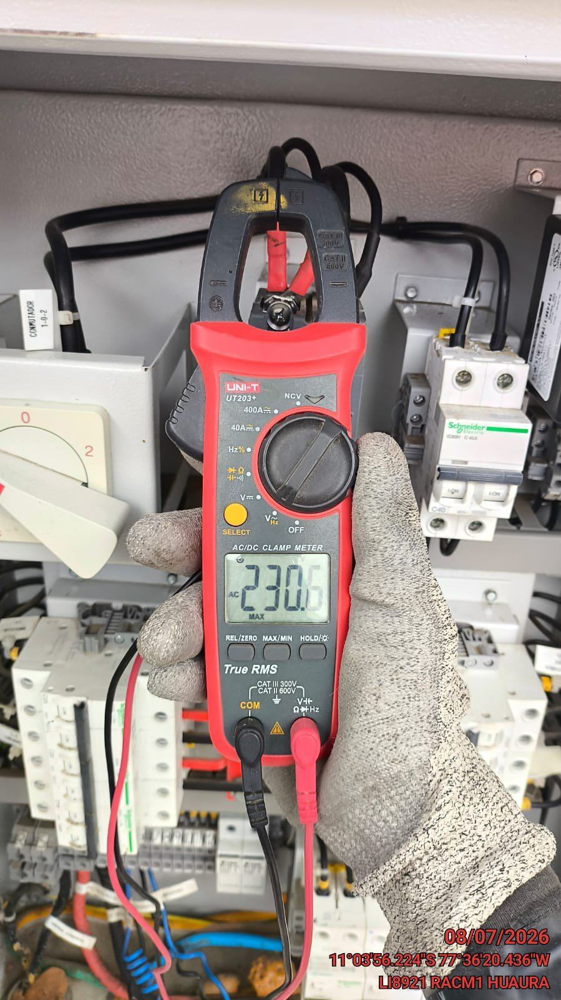 CAT III
300V
CAT II
600V
CONMUTADOR
1-0-2
0
2
UNI-T
UT203+
NCV
400A
40A
Hz%
Ω
V
V
Hz
OFF
SELECT
AC/DC CLAMP METER
AC
230.6
MAX
REL/ZERO MAX/MIN HOLD/
True RMS
CAT III 300V
CAT II 600V
COM
V
Ω Hz
Schneider
Electric
iC60H C40A
I-ON I-ON
C40
08/07/2026
11°03'56.224"S 77°36'20.436"W
LI8921 RACM1 HUAURA